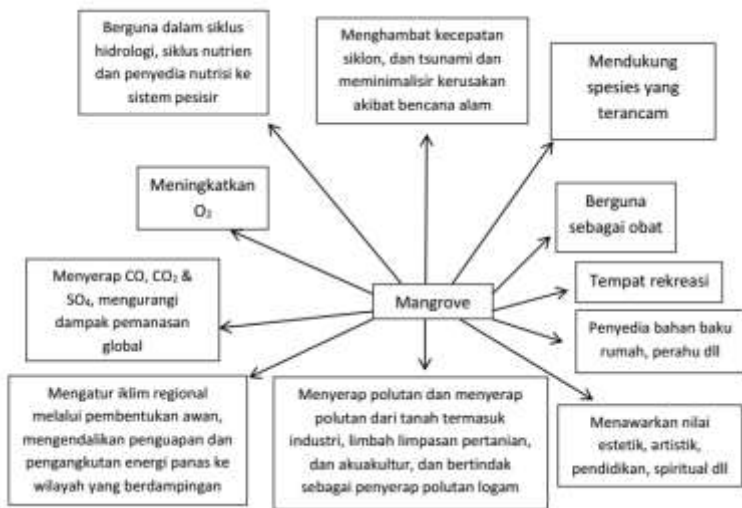 Berguna dalam siklus
hidrologi, siklus nutrien
dan penyedia nutrisi ke
sistem pesisir
Menghambat kecepatan
siklon, dan tsunami dan
meminimalisir kerusakan
akibat bencana alam
Mendukung
spesies yang
terancam
Meningkatkan
O₃
Berguna
sebagai obat
Menyerap CO, CO₂ &
SO₄, mengurangi
dampak pemanasan
global
Mangrove
Tempat rekreasi
Penyedia bahan baku
rumah, perahu dll
Mengatur iklim regional
melalui pembentukan awan,
mengendalikan penguapan dan
pengangkutan energi panas ke
wilayah yang berdampingan
Menyerap polutan dan menyerap
polutan dari tanah termasuk
industri, limbah limpasan pertanian,
dan akuakultur, dan bertindak
sebagai penyerap polutan logam
Menawarkan nilai
estetik, artistik,
pendidikan, spiritual dll